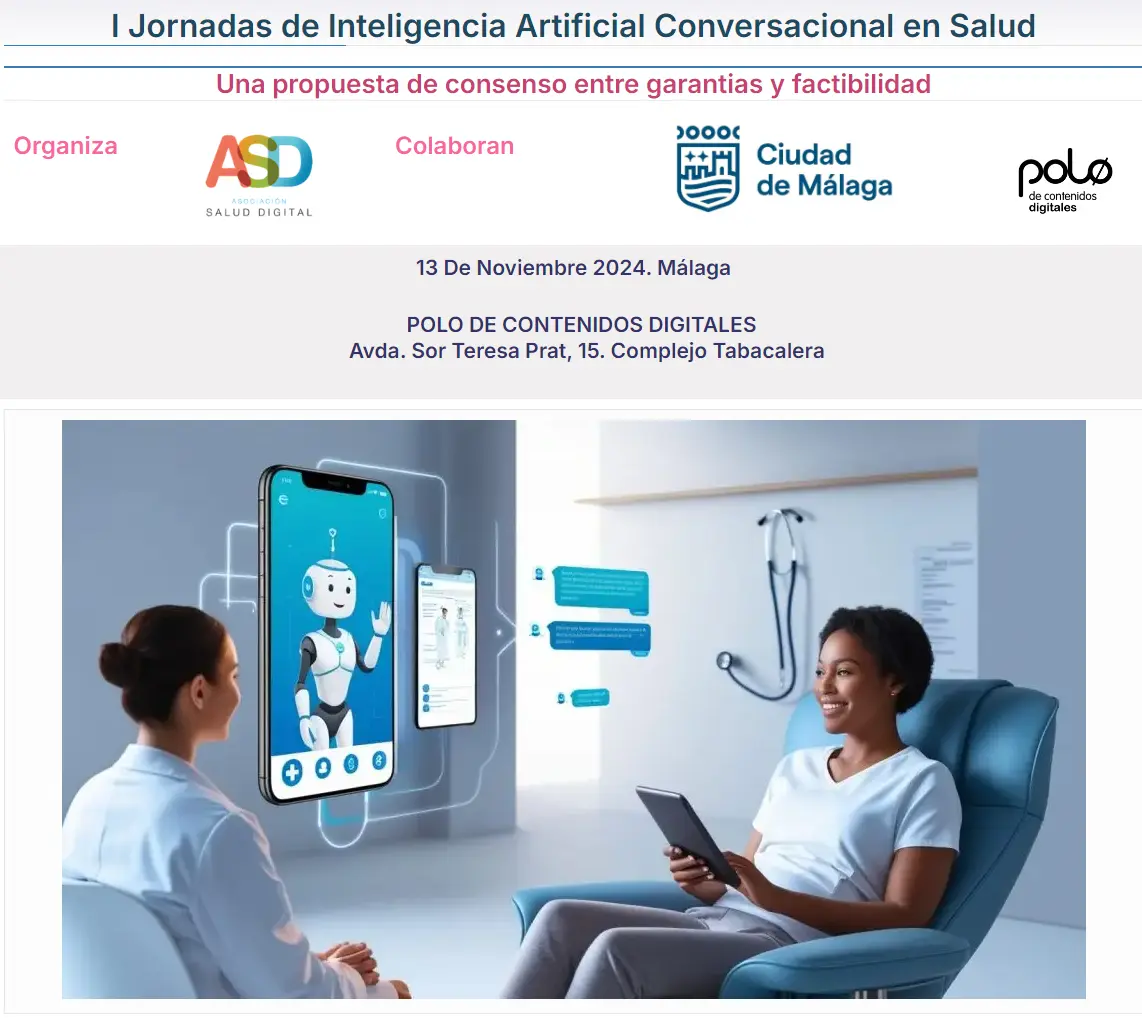 I Jornadas de Inteligencia Artificial Conversacional en Salud
Una propuesta de consenso entre garantias y factibilidad
Organiza
ASD
ASOCIACIÓN
SALUD DIGITAL
Colaboran
Ciudad
de Málaga
polo
de contenidos
digitales
13 De Noviembre 2024. Málaga
POLO DE CONTENIDOS DIGITALES
Avda. Sor Teresa Prat, 15. Complejo Tabacalera